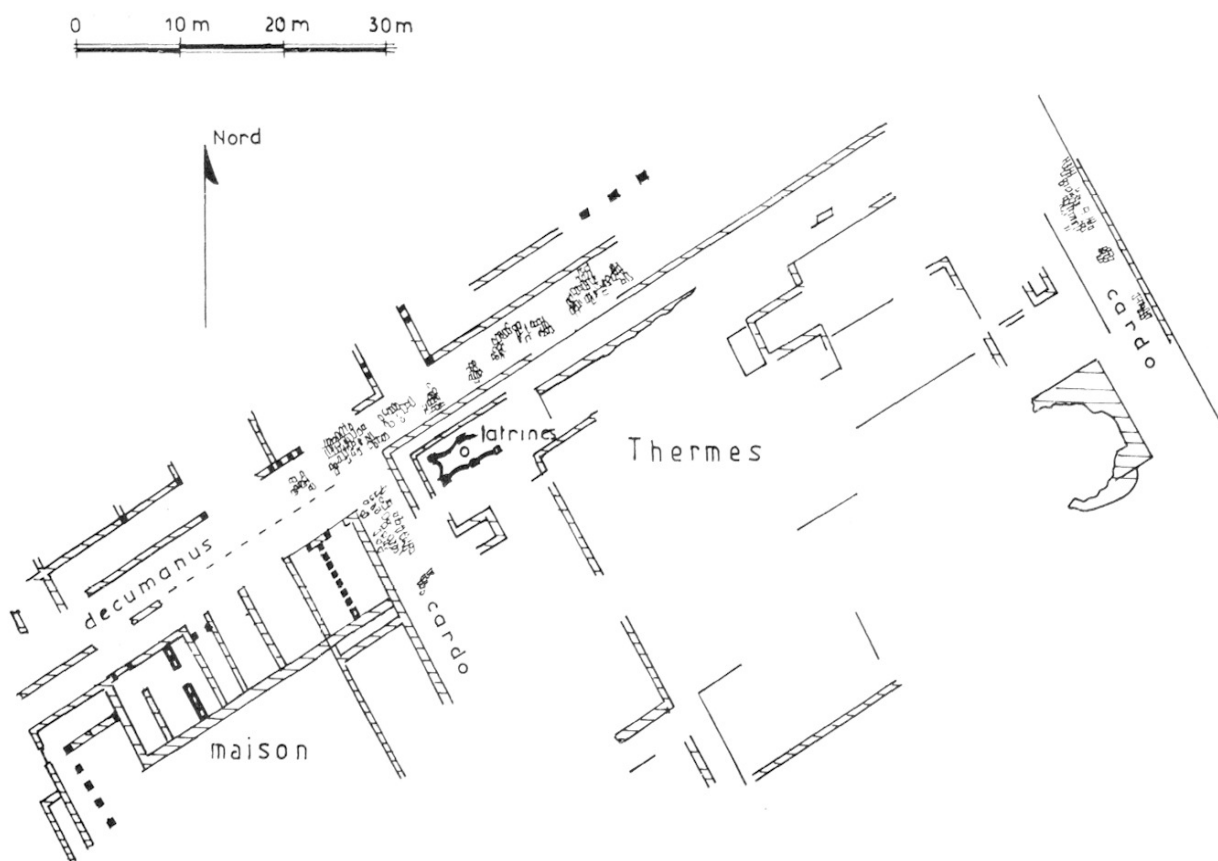 0 10 m 20 m 30 m
Nord
cardo
latrines
Thermes
decumanus
cardo
maison